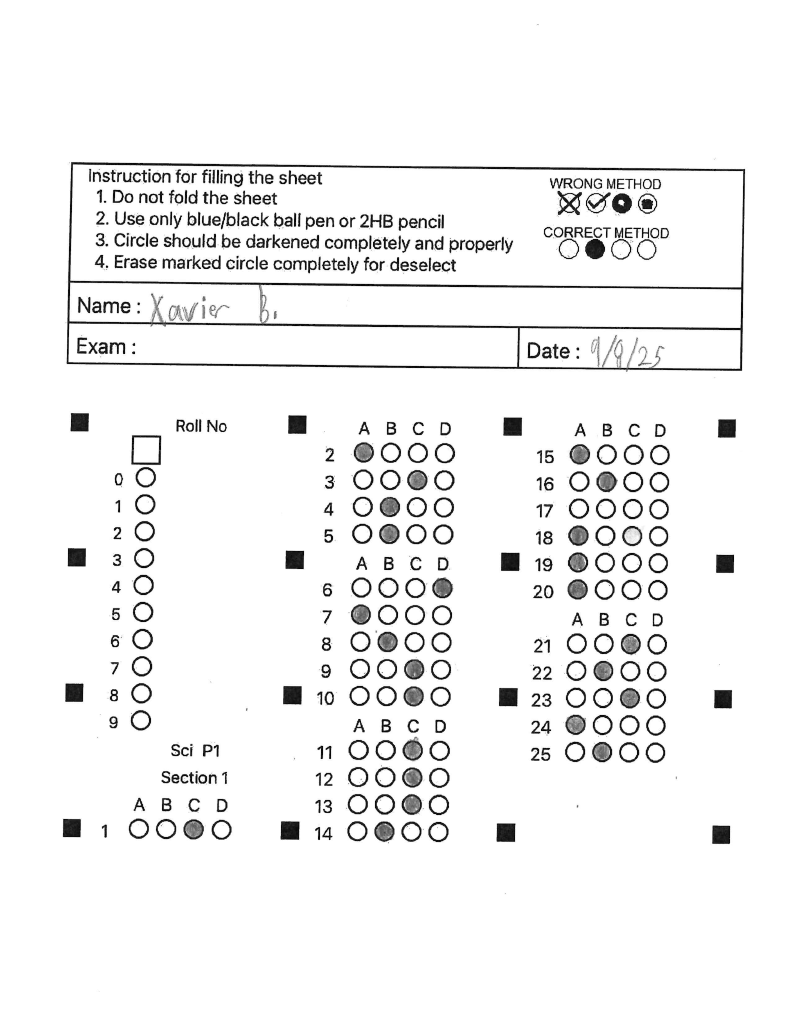 Instruction for filling the sheet
1. Do not fold the sheet
2. Use only blue/black ball pen or 2HB pencil
3. Circle should be darkened completely and properly
4. Erase marked circle completely for deselect
WRONG METHOD
CORRECT METHOD
Name : Xavier B.
Exam :
Date : 9/8/25
Roll No
0
1
2
3
4
5
6
7
8
9
Sci P1
Section 1
A B C D
1
A B C D
2
3
4
5
A B C D
6
7
8
9
10
A B C D
11
12
13
14
A B C D
15
16
17
18
19
20
A B C D
21
22
23
24
25